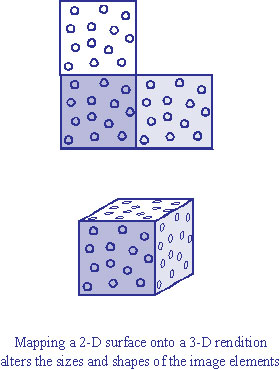 Mapping a 2-D surface onto a 3-D rendition
alters the sizes and shapes of the image elements